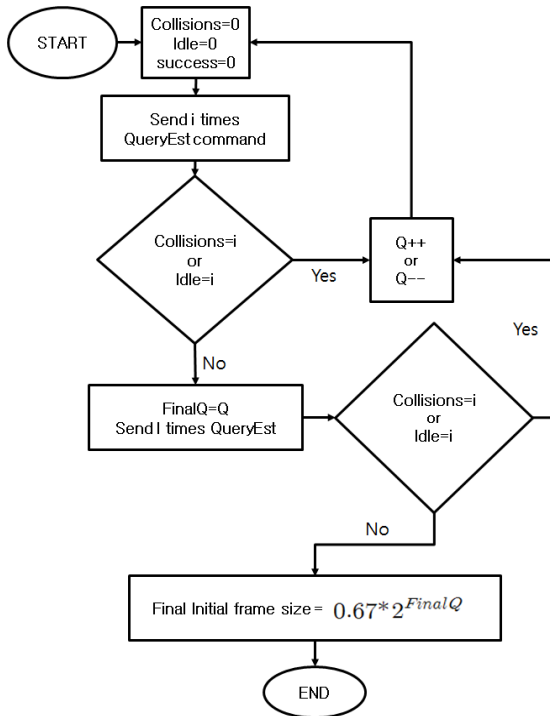 START
Collisions=0
Idle=0
success=0
Send i times
QueryEst command
Collisions=i
or
Idle=i
Yes
Q++
or
Q--
No
FinalQ=Q
Send I times QueryEst
Collisions=i
or
Idle=i
Yes
No
Final Initial frame size = 0.67*2^{FinalQ}
END